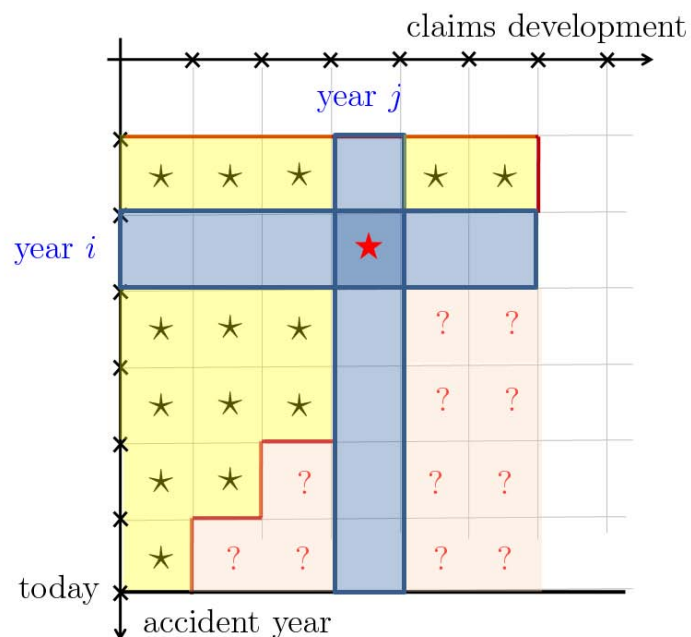 claims development
year j
year i
? ?
? ?
? ? ?
? ? ? ?
today
accident year